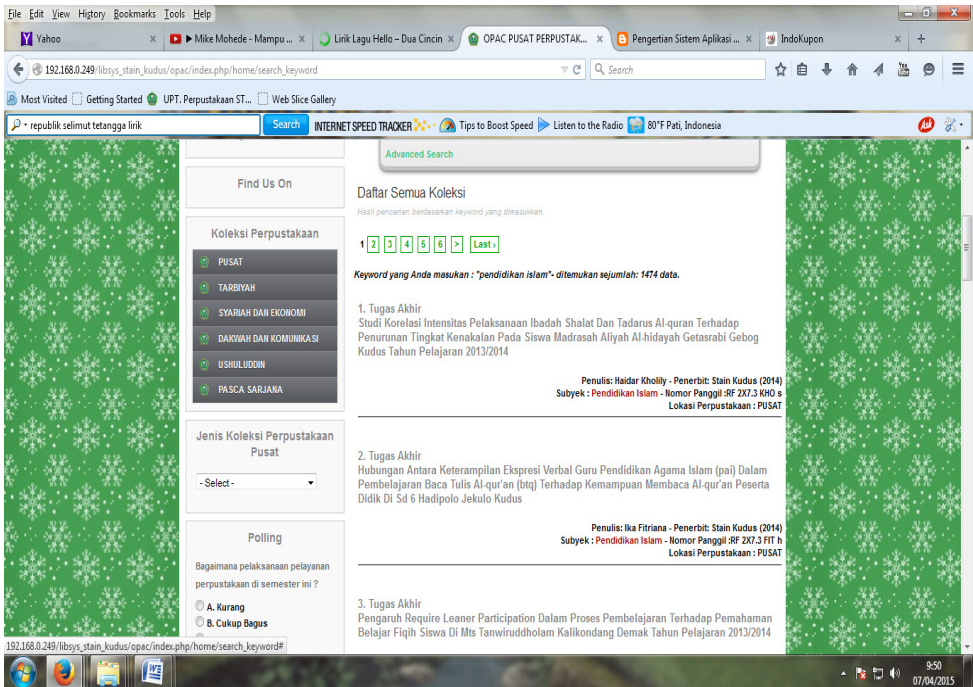 File Edit View History Bookmarks Tools Help
Yahoo
Mike Mohede - Mampu ...
Lirik Lagu Hello – Dua Cincin
OPAC PUSAT PERPUSTAK...
Pengertian Sistem Aplikasi ...
IndoKupon
192.168.0.249/libsys_stain_kudus/opac/index.php/home/search_keyword
Search
Most Visited Getting Started UPT. Perpustakaan ST... Web Slice Gallery
republik selimut tetangga lirik
Search
INTERNET SPEED TRACKER
Tips to Boost Speed
Listen to the Radio
80°F Pati, Indonesia
Ask
Advanced Search
Find Us On
Koleksi Perpustakaan
PUSAT
TARBIYAH
SYARIAH DAN EKONOMI
DAKWAH DAN KOMUNIKASI
USHULUDDIN
PASCA SARJANA
Jenis Koleksi Perpustakaan
Pusat
- Select -
Polling
Bagaimana pelaksanaan pelayanan
perpustakaan di semester ini ?
A. Kurang
B. Cukup Bagus
Daftar Semua Koleksi
Hasil pencarian berdasarkan keyword yang dimasukkan.
1 2 3 4 5 6 > Last ›
Keyword yang Anda masukan : "pendidikan islam"- ditemukan sejumlah: 1474 data.
1. Tugas Akhir
Studi Korelasi Intensitas Pelaksanaan Ibadah Shalat Dan Tadarus Al-quran Terhadap
Penurunan Tingkat Kenakalan Pada Siswa Madrasah Aliyah Al-hidayah Getasrabi Gebog
Kudus Tahun Pelajaran 2013/2014
Penulis: Haidar Kholily - Penerbit: Stain Kudus (2014)
Subyek : Pendidikan Islam - Nomor Panggil :RF 2X7.3 KHO s
Lokasi Perpustakaan : PUSAT
2. Tugas Akhir
Hubungan Antara Keterampilan Ekspresi Verbal Guru Pendidikan Agama Islam (pai) Dalam
Pembelajaran Baca Tulis Al-qur'an (btq) Terhadap Kemampuan Membaca Al-qur'an Peserta
Didik Di Sd 6 Hadipolo Jekulo Kudus
Penulis: Ika Fitriana - Penerbit: Stain Kudus (2014)
Subyek : Pendidikan Islam - Nomor Panggil :RF 2X7.3 FIT h
Lokasi Perpustakaan : PUSAT
3. Tugas Akhir
Pengaruh Require Leaner Participation Dalam Proses Pembelajaran Terhadap Pemahaman
Belajar Fiqih Siswa Di Mts Tanwiruddholam Kalikondang Demak Tahun Pelajaran 2013/2014
192.168.0.249/libsys_stain_kudus/opac/index.php/home/search_keyword#
9:50
07/04/2015